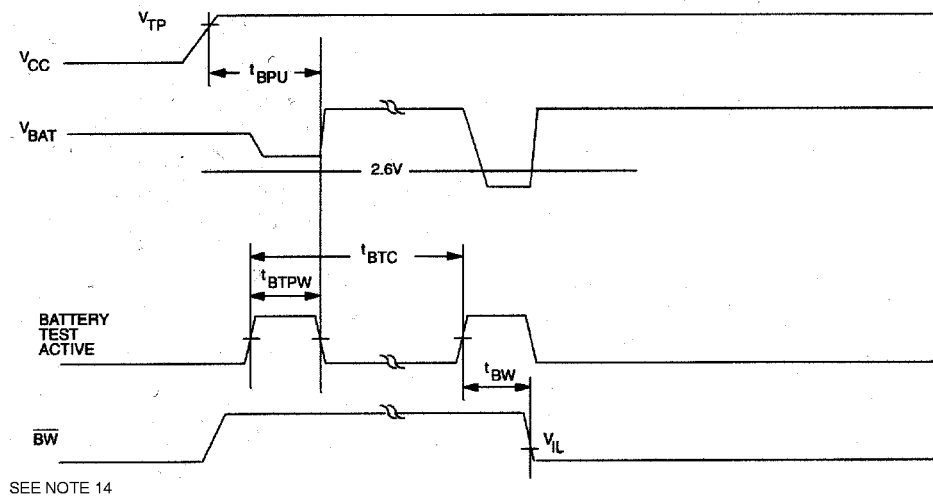 VTP
VCC
tBPU
VBAT
2.6V
tBTC
tBTPW
BATTERY
TEST
ACTIVE
tBW
BW
VIL
SEE NOTE 14